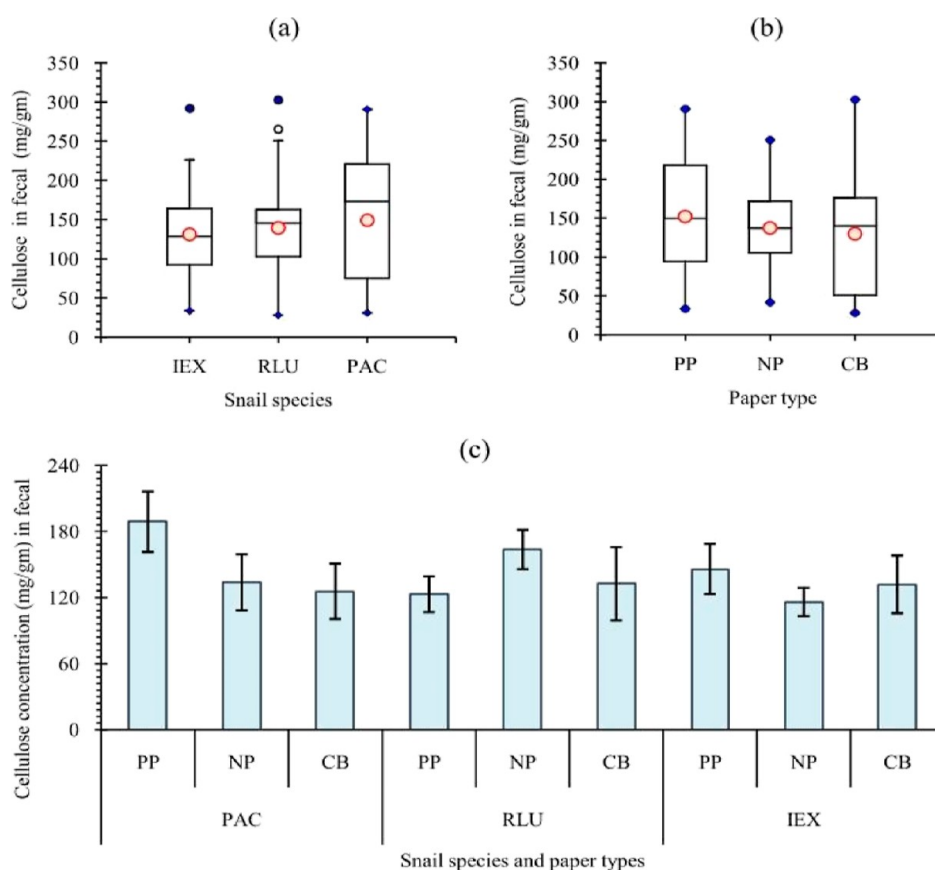 (a)
Cellulose in fecal (mg/gm)
350
300
250
200
150
100
50
0
IEX RLU PAC
Snail species
(b)
Cellulose in fecal (mg/gm)
350
300
250
200
150
100
50
0
PP NP CB
Paper type
(c)
Cellulose concentration (mg/gm) in fecal
240
180
120
60
0
PP NP CB PP NP CB PP NP CB
PAC RLU IEX
Snail species and paper types